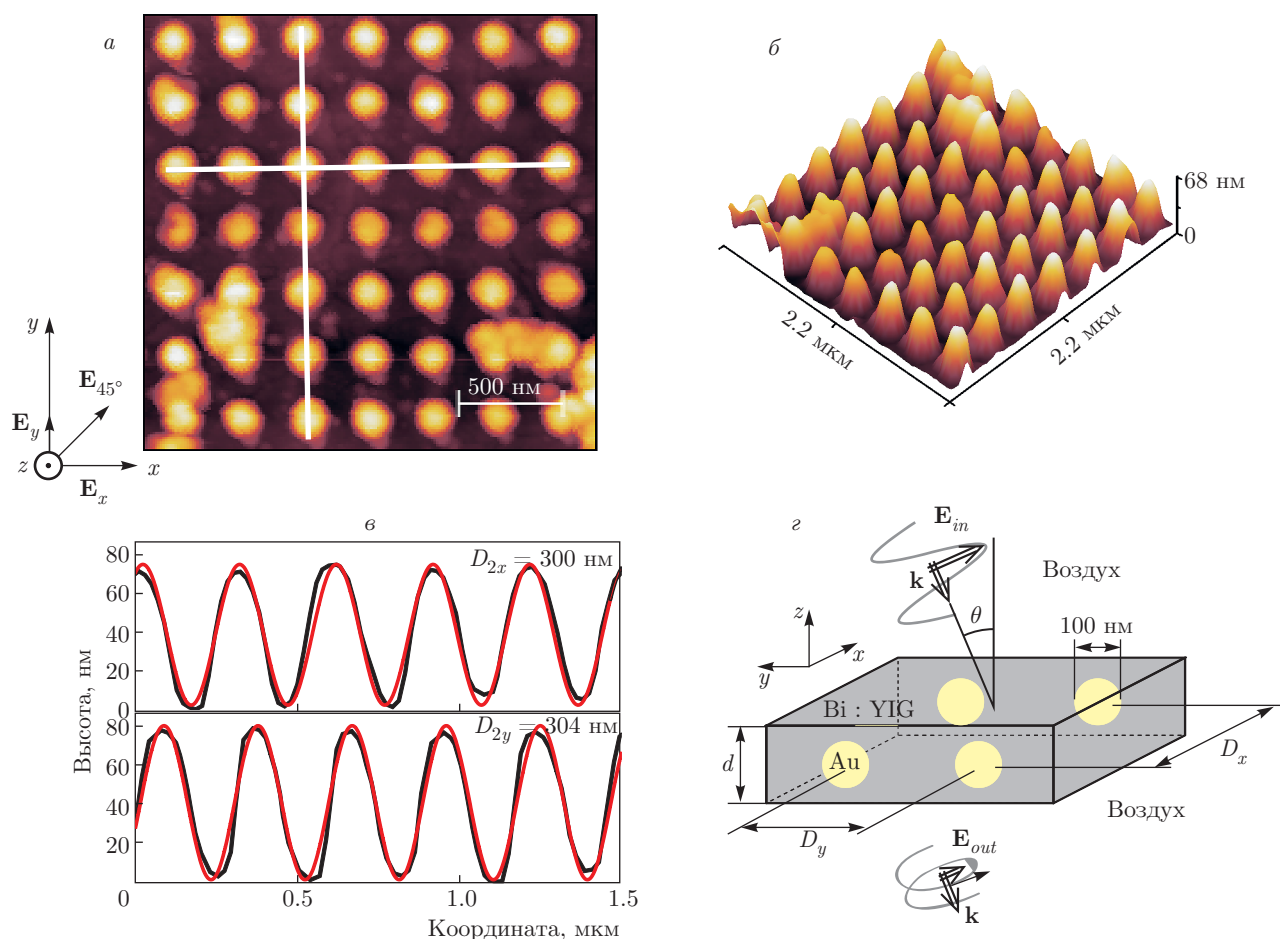 а
y
E45°
Ey
z
x
Ex
500 нм
б
68 нм
0
2.2 мкм
2.2 мкм
в
D2x = 300 нм
80
60
40
20
0
D2y = 304 нм
80
60
40
20
0
0.5
1.0
1.5
Высота, нм
Координата, мкм
г
Ein
k
Воздух
θ
z
x
y
100 нм
Bi : YIG
Au
d
Dx
Dy
Воздух
Eout
k